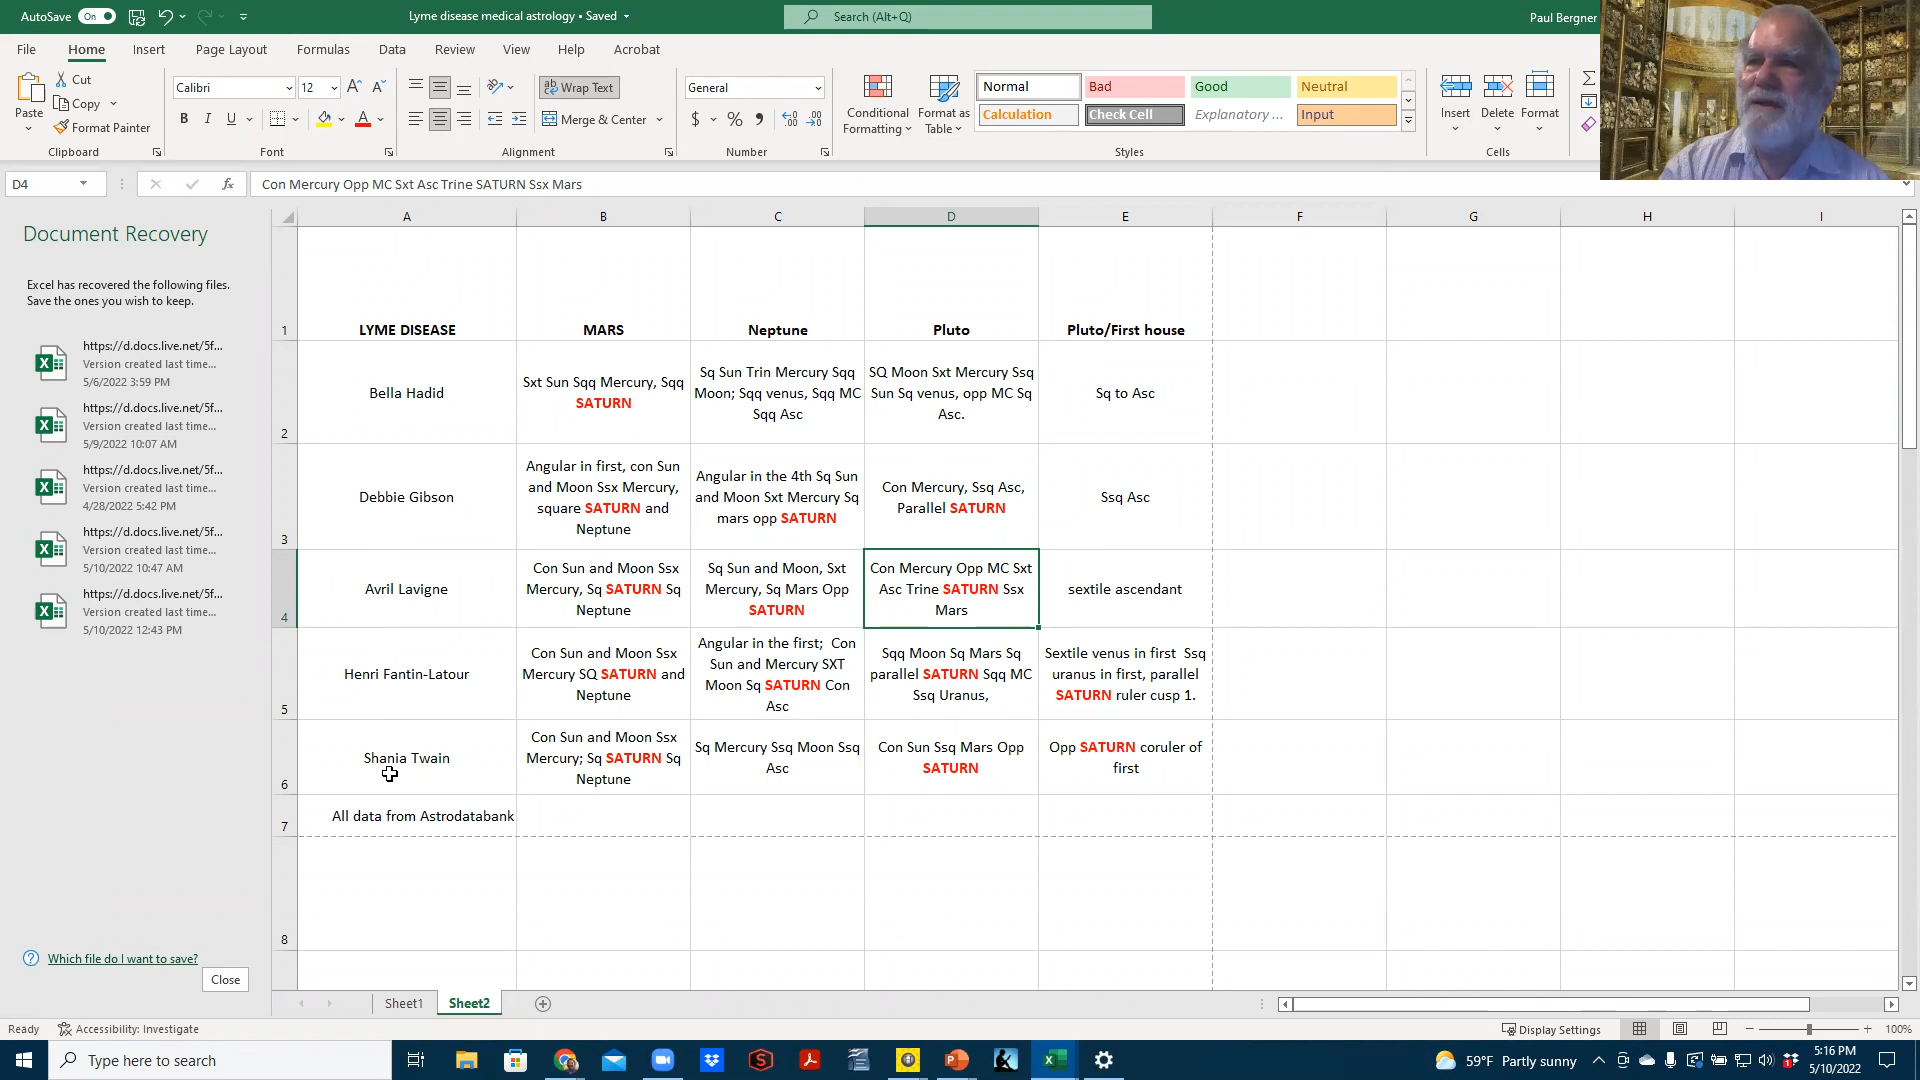 AutoSave On
Lyme disease medical astrology • Saved
Search (Alt+Q)
Paul Bergner
File Home Insert Page Layout Formulas Data Review View Help Acrobat
Paste
Cut
Copy
Format Painter
Clipboard
Calibri 12
B I U
Font
Wrap Text
Merge & Center
Alignment
General
$ % 9
Number
Conditional Formatting
Format as Table
Normal Bad Good Neutral
Calculation Check Cell Explanatory ... Input
Styles
Insert Delete Format
Cells
D4
fx
Con Mercury Opp MC Sxt Asc Trine SATURN Ssx Mars
Document Recovery
Excel has recovered the following files.
Save the ones you wish to keep.
https://d.docs.live.net/5f...
Version created last time...
5/6/2022 3:59 PM
https://d.docs.live.net/5f...
Version created last time...
5/9/2022 10:07 AM
https://d.docs.live.net/5f...
Version created last time...
4/28/2022 5:42 PM
https://d.docs.live.net/5f...
Version created last time...
5/10/2022 10:47 AM
https://d.docs.live.net/5f...
Version created last time...
5/10/2022 12:43 PM
Which file do I want to save?
Close
A B C D E F G H I
1 LYME DISEASE MARS Neptune Pluto Pluto/First house
2
Bella Hadid
Sxt Sun Sqq Mercury, Sqq
SATURN
Sq Sun Trin Mercury Sqq
Moon; Sqq venus, Sqq MC
Sqq Asc
SQ Moon Sxt Mercury Ssq
Sun Sq venus, opp MC Sq
Asc.
Sq to Asc
3
Debbie Gibson
Angular in first, con Sun
and Moon Ssx Mercury,
square SATURN and
Neptune
Angular in the 4th Sq Sun
and Moon Sxt Mercury Sq
mars opp SATURN
Con Mercury, Ssq Asc,
Parallel SATURN
Ssq Asc
4
Avril Lavigne
Con Sun and Moon Ssx
Mercury, Sq SATURN Sq
Neptune
Sq Sun and Moon, Sxt
Mercury, Sq Mars Opp
SATURN
Con Mercury Opp MC Sxt
Asc Trine SATURN Ssx
Mars
sextile ascendant
5
Henri Fantin-Latour
Con Sun and Moon Ssx
Mercury SQ SATURN and
Neptune
Angular in the first; Con
Sun and Mercury SXT
Moon Sq SATURN Con
Asc
Sqq Moon Sq Mars Sq
parallel SATURN Sqq MC
Ssq Uranus,
Sextile venus in first Ssq
uranus in first, parallel
SATURN ruler cusp 1.
6
Shania Twain
Con Sun and Moon Ssx
Mercury; Sq SATURN Sq
Neptune
Sq Mercury Ssq Moon Ssq
Asc
Con Sun Ssq Mars Opp
SATURN
Opp SATURN coruler of
first
7
All data from Astrodatabank
8
Sheet1 Sheet2
Ready Accessibility: Investigate
Display Settings
100%
Type here to search
59°F Partly sunny
5:16 PM
5/10/2022